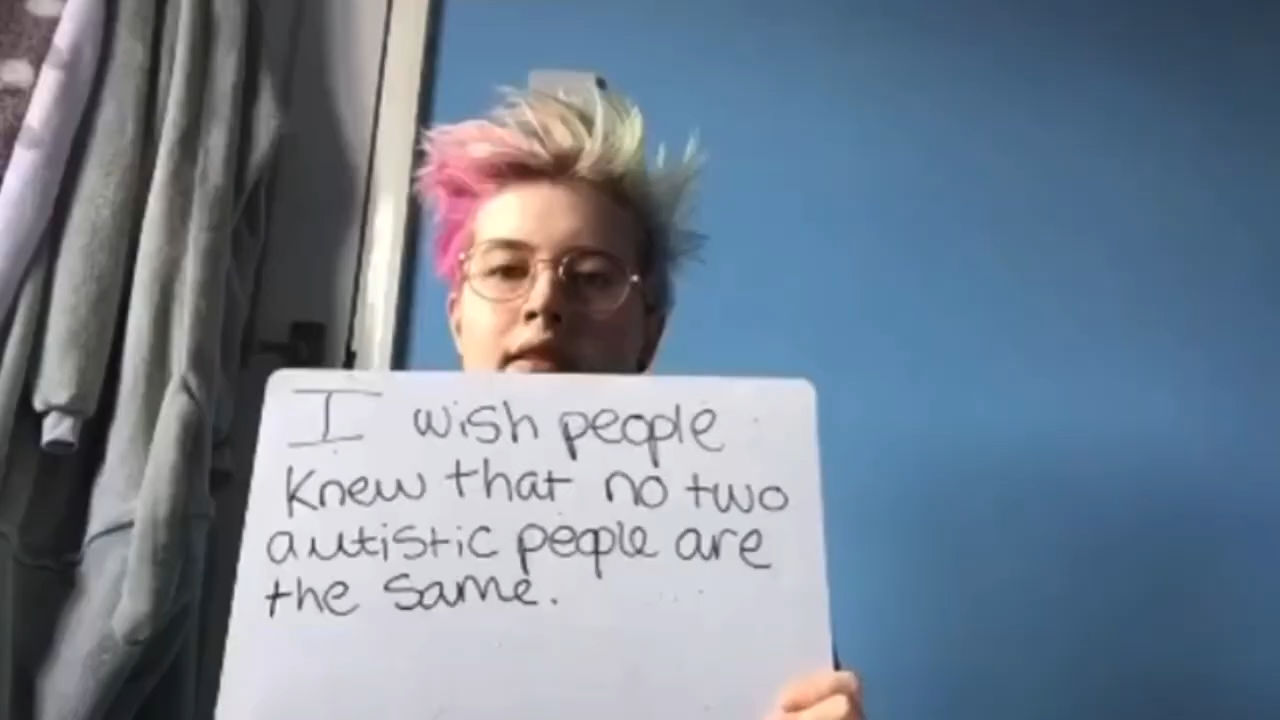 I wish people
knew that no two
autistic people are
the same.